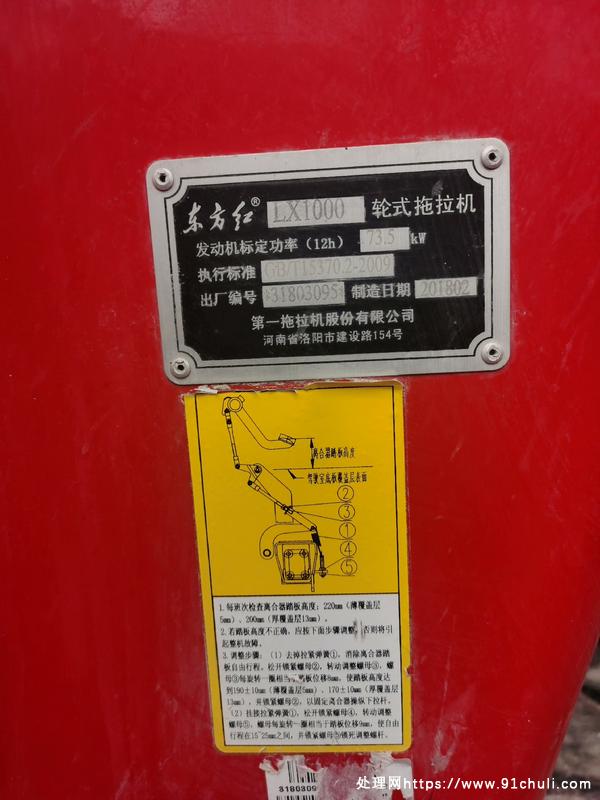 东方红® LX1000 轮式拖拉机
发动机标定功率（12h） 73.5 kW
执行标准 GB/T15370.2-2009
出厂编号 *31803095* 制造日期 201802
第一拖拉机股份有限公司
河南省洛阳市建设路154号
离合器踏板高度
驾驶室底板覆盖层表面
②
③
①
④
⑤
1.每班次检查离合器踏板高度：220mm（薄覆盖层
5mm）、200mm（厚覆盖层13mm）。
2.若踏板高度不正确，应按下面步骤调整，否则将引
起整机故障。
3.调整步骤：（1）去掉拉紧弹簧①，消除离合器踏
板自由行程，松开锁紧螺母②，转动调整螺母③，螺
母③每旋转一圈相当于踏板位移8mm，使踏板高度达
到190±10mm（薄覆盖层5mm），170±10mm（厚覆盖层
13mm），并锁紧螺母②，以固定离合器操纵下拉杆。
（2）挂接拉紧弹簧①，松开锁紧螺母④，转动调整
螺母⑤，螺母每旋转一圈相当于踏板位移9mm，使自由
行程在15~25mm之间，并锁紧螺母④锁死调整螺杆。
3180309
处理网https://www.91chuli.com